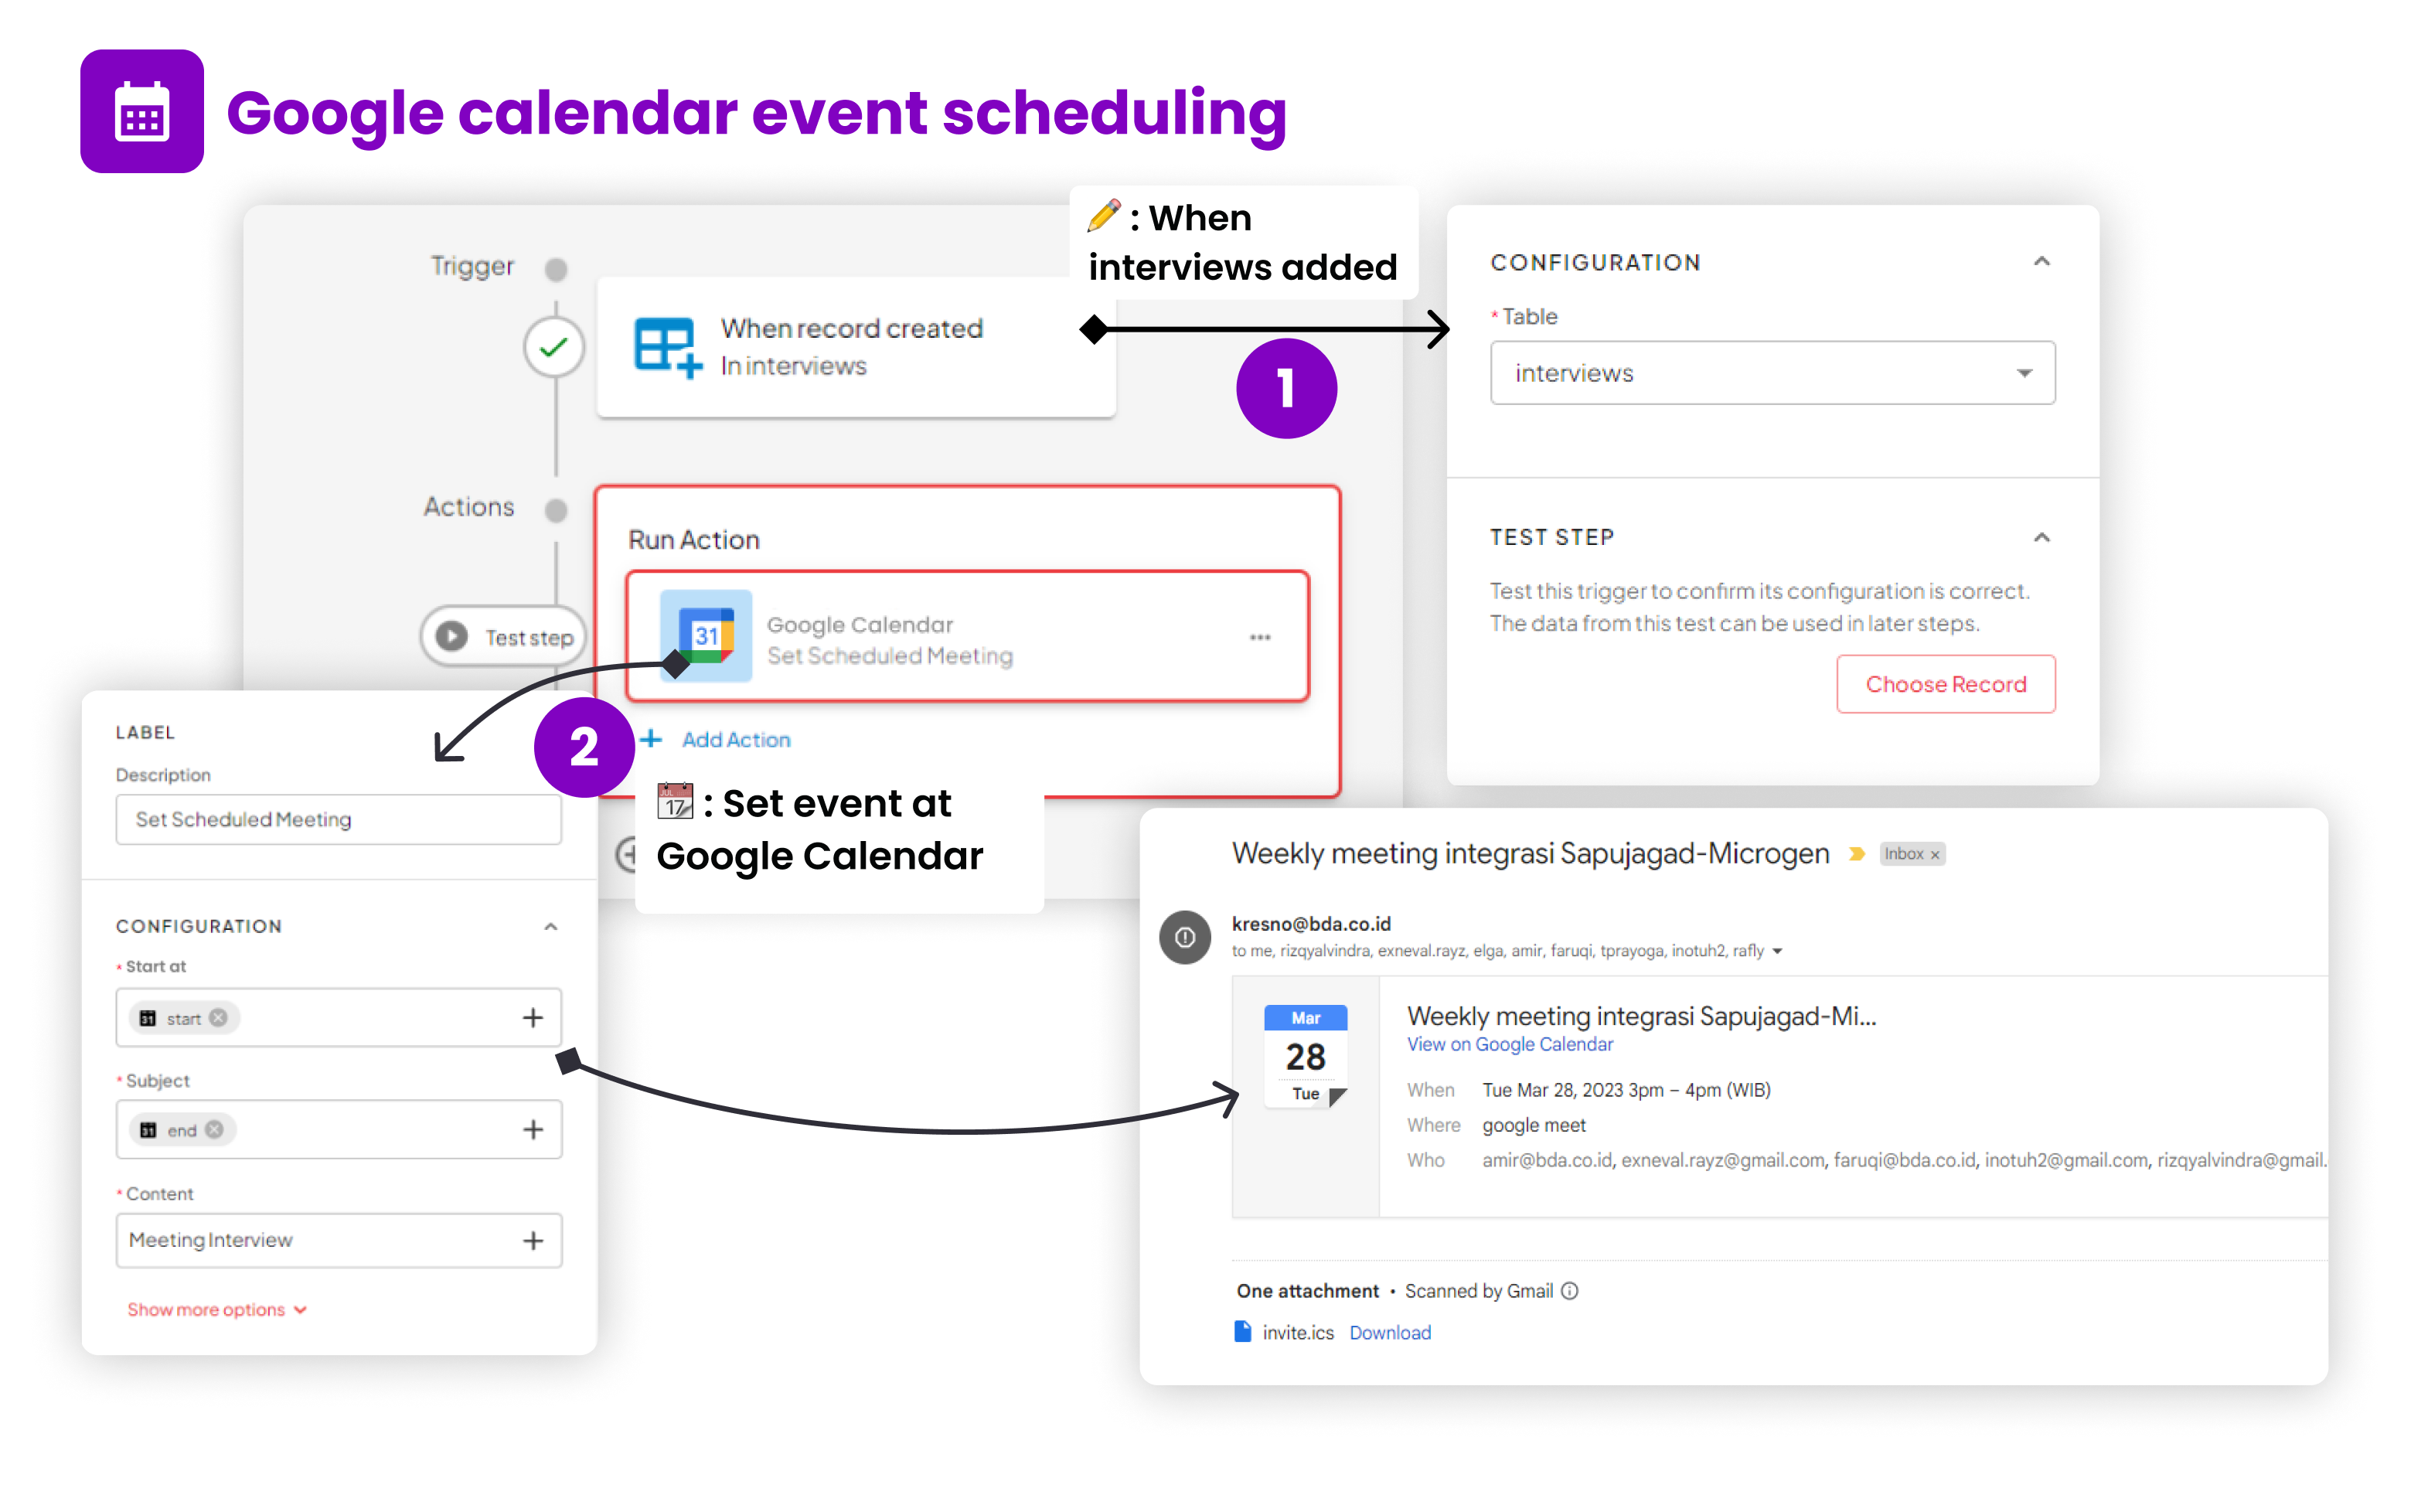 Google calendar event scheduling
Trigger
When record created
In interviews
: When
interviews added
1
CONFIGURATION
* Table
interviews
TEST STEP
Test this trigger to confirm its configuration is correct.
The data from this test can be used in later steps.
Choose Record
Actions
Run Action
31
Google Calendar
Set Scheduled Meeting
Test step
+ Add Action
2
JUL
17
: Set event at
Google Calendar
LABEL
Description
Set Scheduled Meeting
CONFIGURATION
* Start at
31 start
* Subject
31 end
* Content
Meeting Interview
Show more options
Weekly meeting integrasi Sapujagad-Microgen
Inbox ×
kresno@bda.co.id
to me, rizqyalvindra, exneval.rayz, elga, amir, faruqi, tprayoga, inotuh2, rafly
Mar
28
Tue
Weekly meeting integrasi Sapujagad-Mi...
View on Google Calendar
When Tue Mar 28, 2023 3pm – 4pm (WIB)
Where google meet
Who amir@bda.co.id, exneval.rayz@gmail.com, faruqi@bda.co.id, inotuh2@gmail.com, rizqyalvindra@gmail.
One attachment • Scanned by Gmail
invite.ics Download